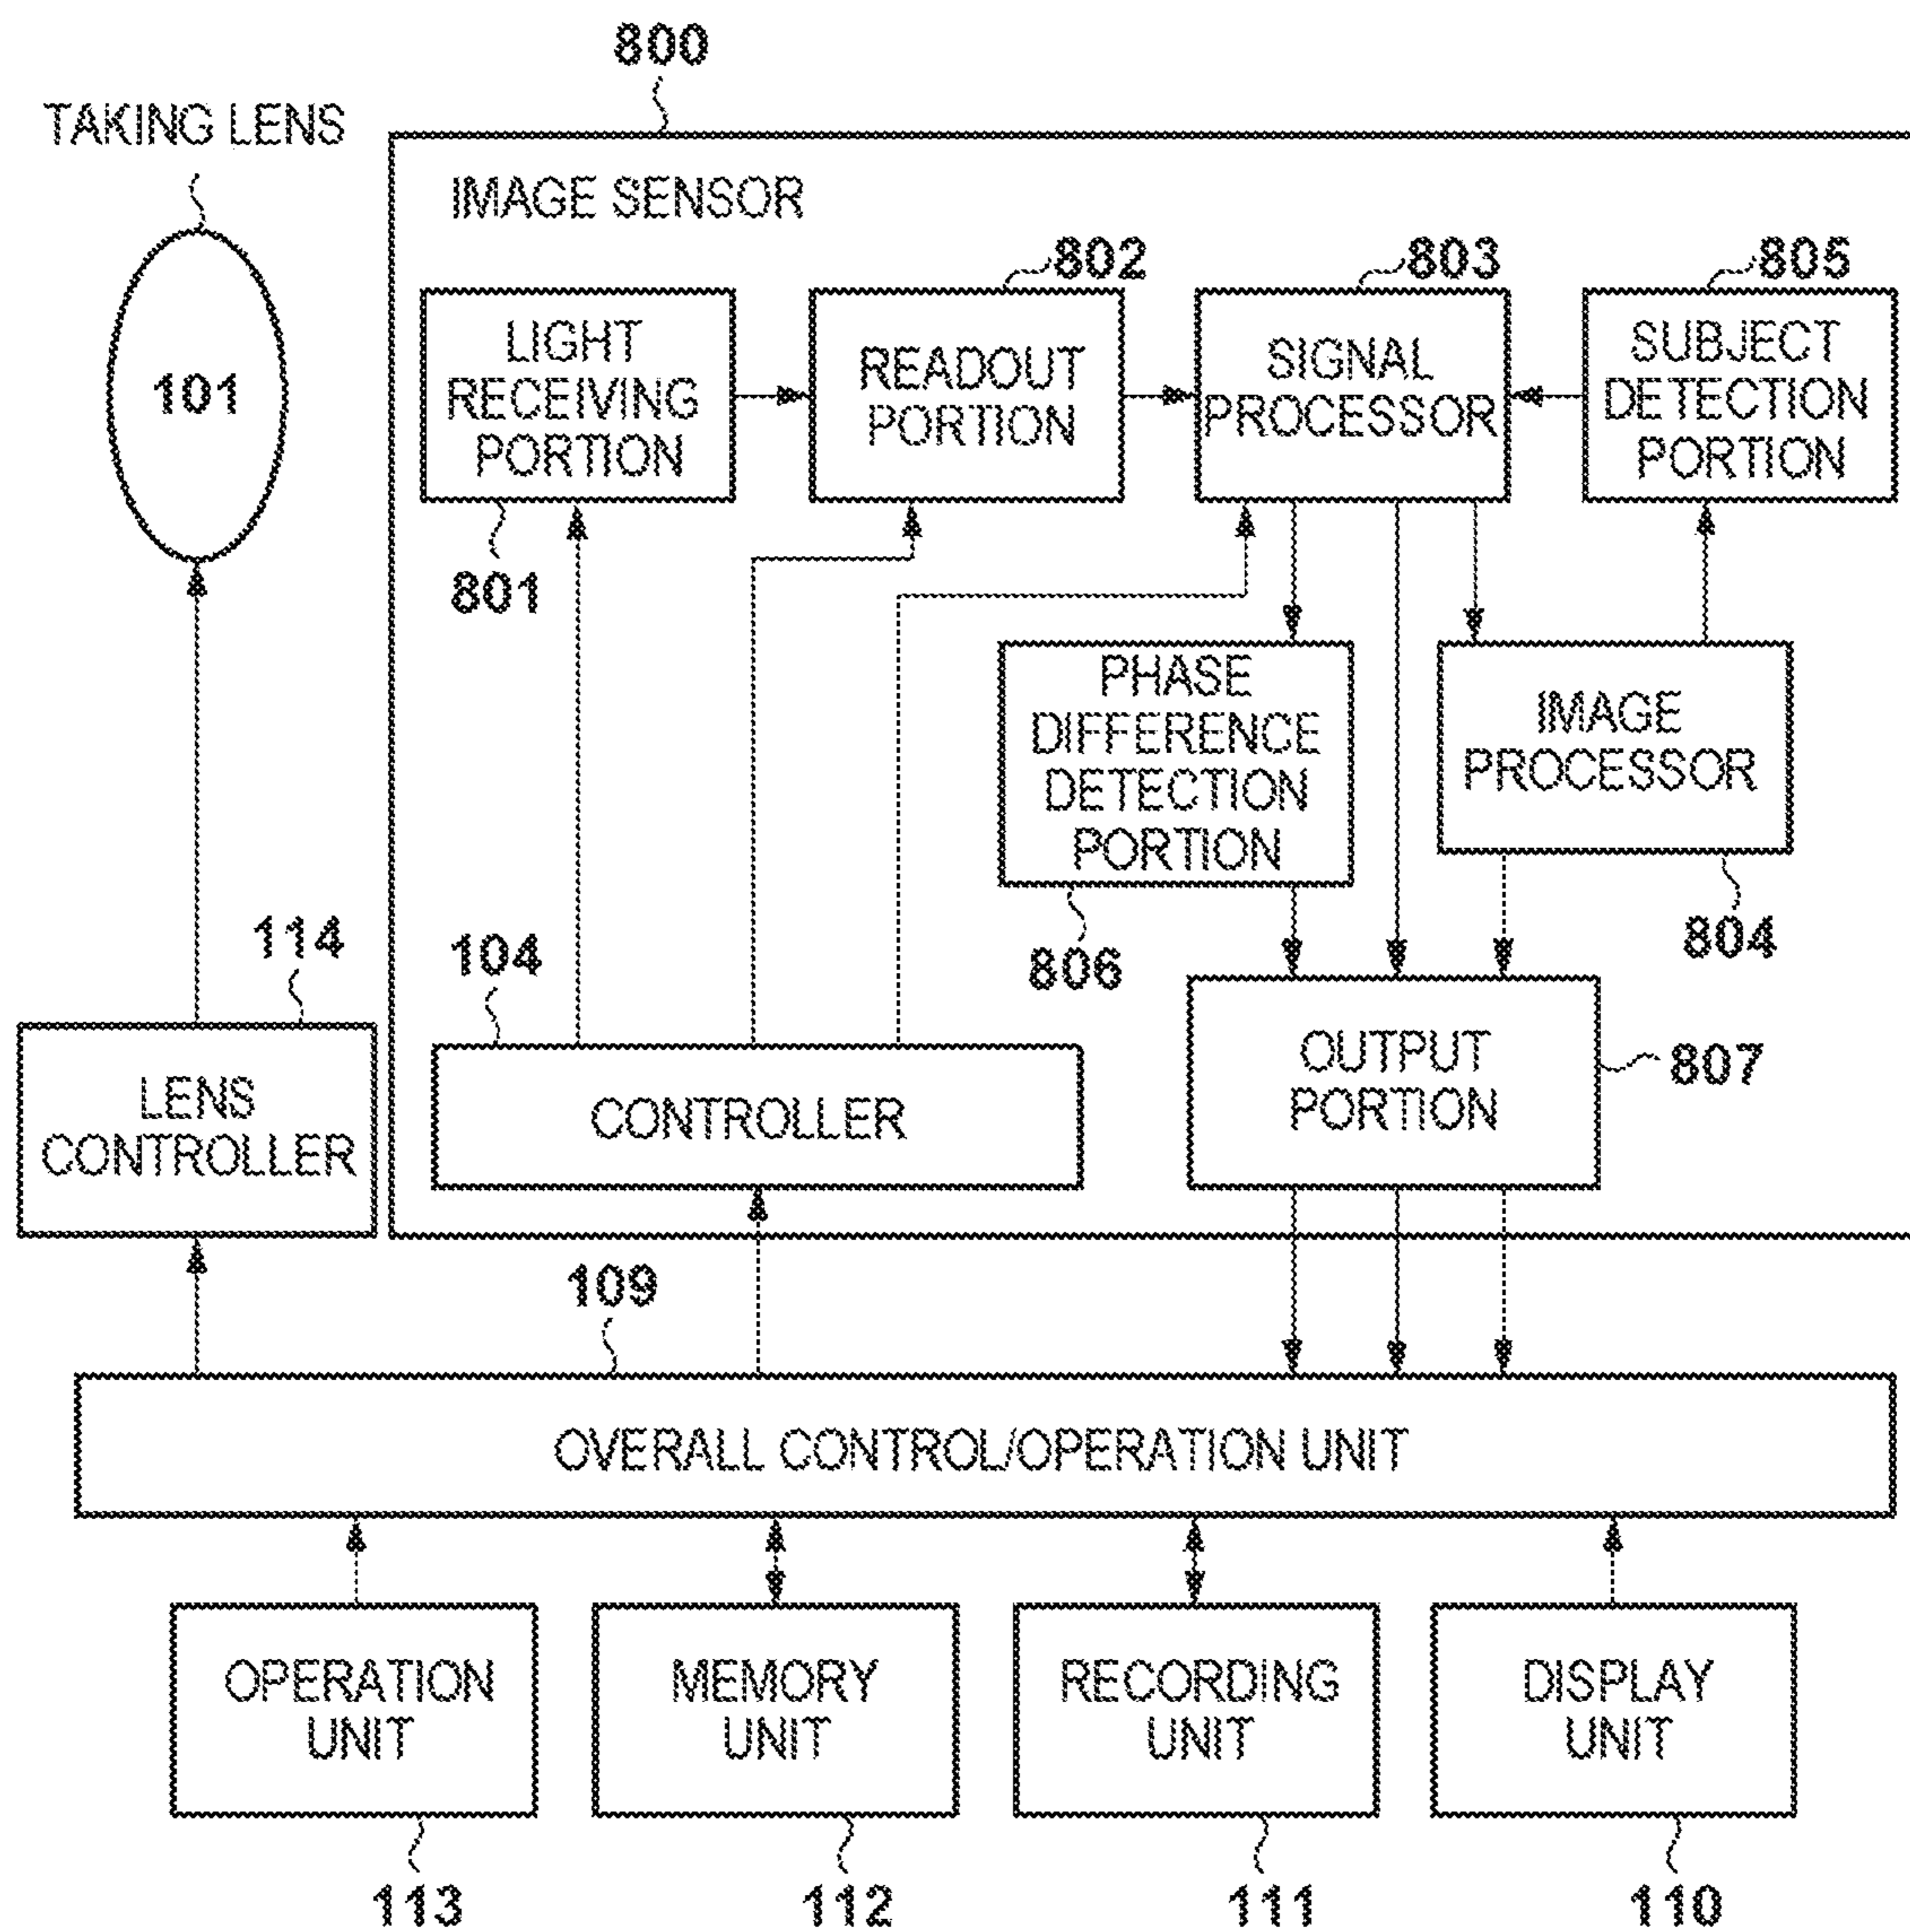 800
TAKING LENS
IMAGE SENSOR
802
803
805
LIGHT
RECEIVING
PORTION
READOUT
PORTION
SIGNAL
PROCESSOR
SUBJECT
DETECTION
PORTION
101
801
PHASE
DIFFERENCE
DETECTION
PORTION
IMAGE
PROCESSOR
114
104
806
804
LENS
CONTROLLER
CONTROLLER
OUTPUT
PORTION
807
109
OVERALL CONTROL/OPERATION UNIT
OPERATION
UNIT
MEMORY
UNIT
RECORDING
UNIT
DISPLAY
UNIT
113
112
111
110